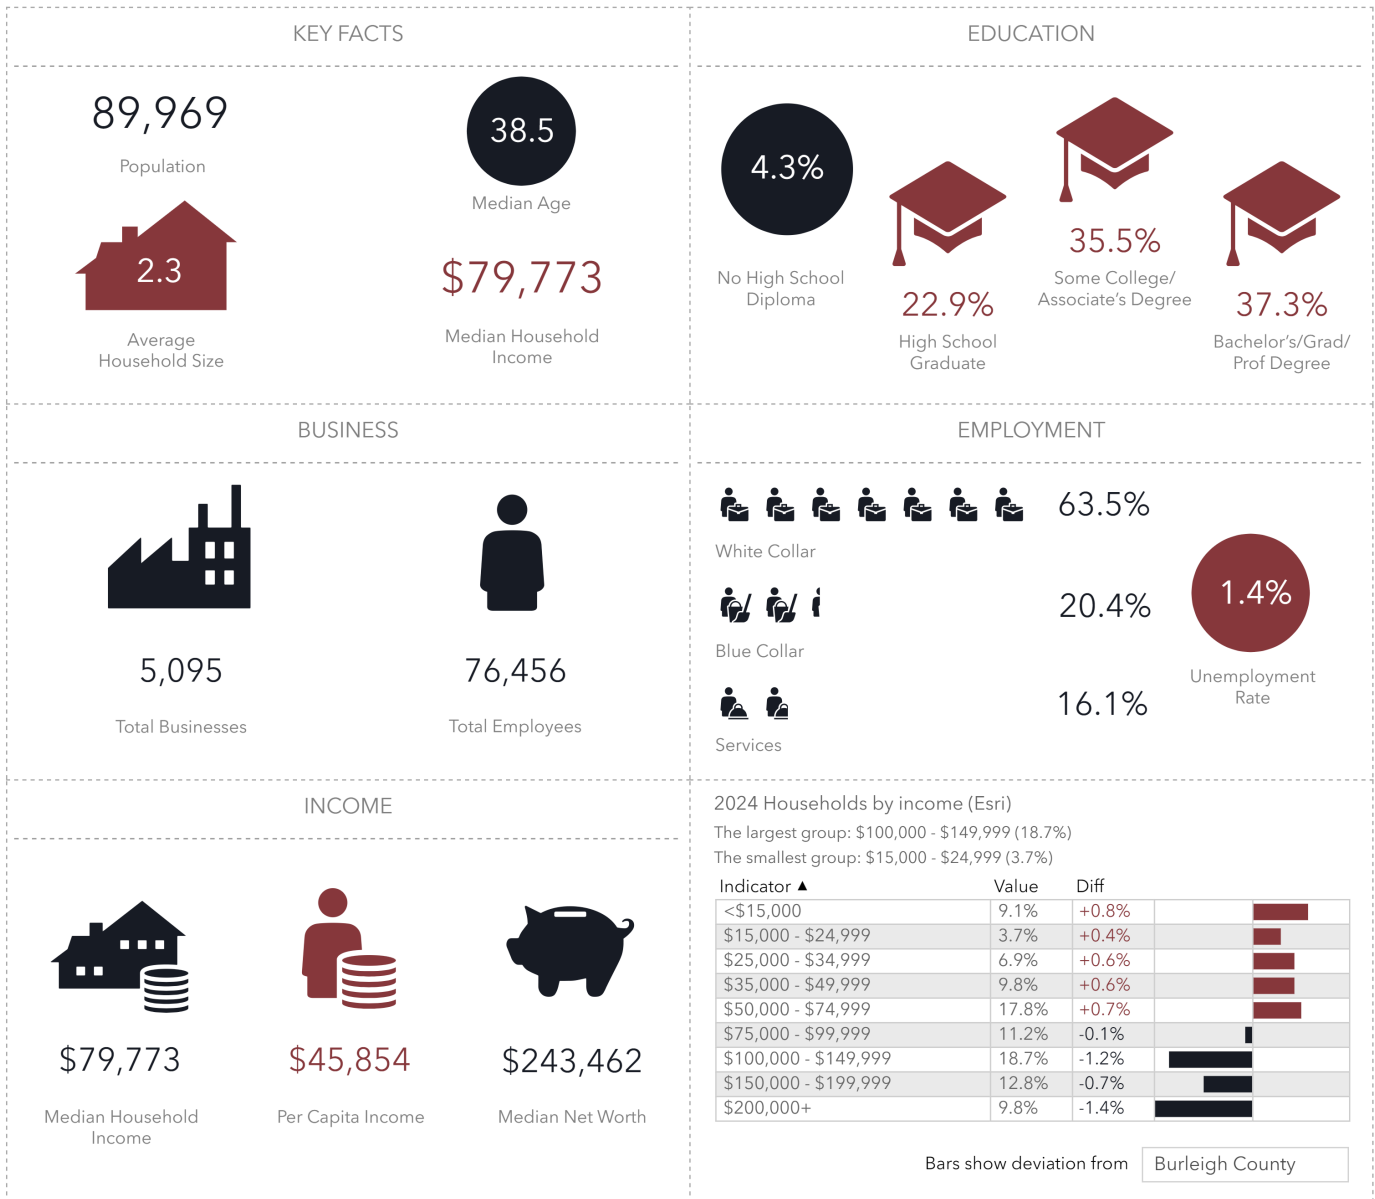 KEY FACTS
89,969
Population
38.5
Median Age
2.3
Average
Household Size
$79,773
Median Household
Income
EDUCATION
4.3%
No High School
Diploma
22.9%
High School
Graduate
35.5%
Some College/
Associate's Degree
37.3%
Bachelor's/Grad/
Prof Degree
BUSINESS
5,095
Total Businesses
76,456
Total Employees
EMPLOYMENT
63.5%
White Collar
20.4%
Blue Collar
16.1%
Services
1.4%
Unemployment
Rate
INCOME
$79,773
Median Household
Income
$45,854
Per Capita Income
$243,462
Median Net Worth
2024 Households by income (Esri)
The largest group: $100,000 - $149,999 (18.7%)
The smallest group: $15,000 - $24,999 (3.7%)
Indicator ▲ Value Diff
<$15,000 9.1% +0.8%
$15,000 - $24,999 3.7% +0.4%
$25,000 - $34,999 6.9% +0.6%
$35,000 - $49,999 9.8% +0.6%
$50,000 - $74,999 17.8% +0.7%
$75,000 - $99,999 11.2% -0.1%
$100,000 - $149,999 18.7% -1.2%
$150,000 - $199,999 12.8% -0.7%
$200,000+ 9.8% -1.4%
Bars show deviation from Burleigh County